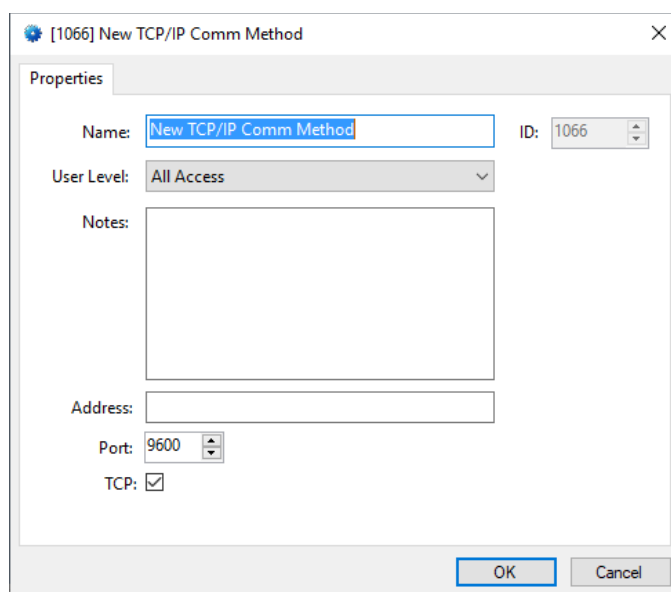 [1066] New TCP/IP Comm Method
Properties
Name: New TCP/IP Comm Method ID: 1066
User Level: All Access
Notes:
Address:
Port: 9600
TCP:
OK Cancel